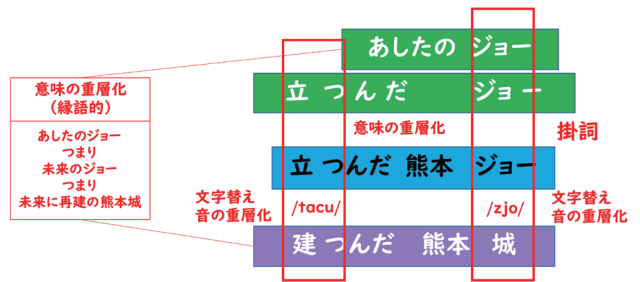 あしたの ジョー
立 つ ん だ ジョー
意味の重層化
（縁語的）
あしたのジョー
つまり
未来のジョー
つまり
未来に再建の熊本城
意味の重層化
掛詞
立 つんだ 熊本 ジョー
文字替え
音の重層化
/tacu/
/zjo/
文字替え
音の重層化
建 つんだ 熊本 城